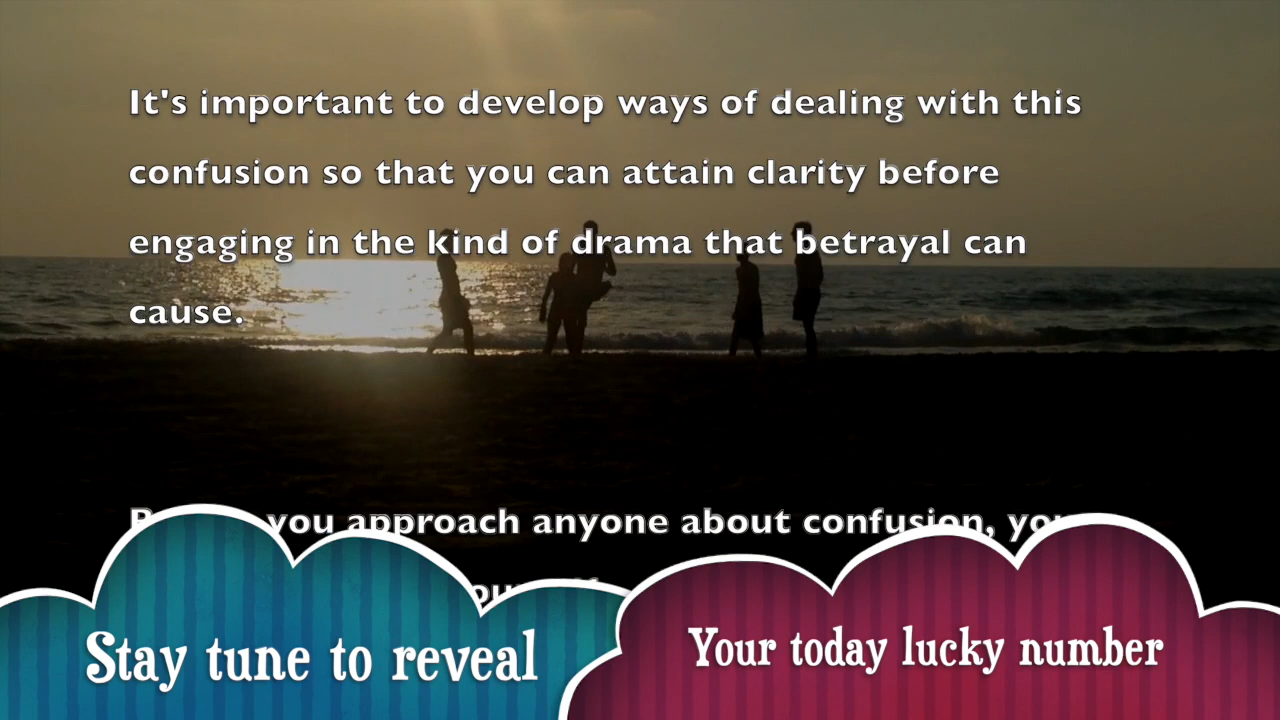 It's important to develop ways of dealing with this
confusion so that you can attain clarity before
engaging in the kind of drama that betrayal can
cause.
you approach anyone about confusion,
Stay tune to reveal
Your today lucky number